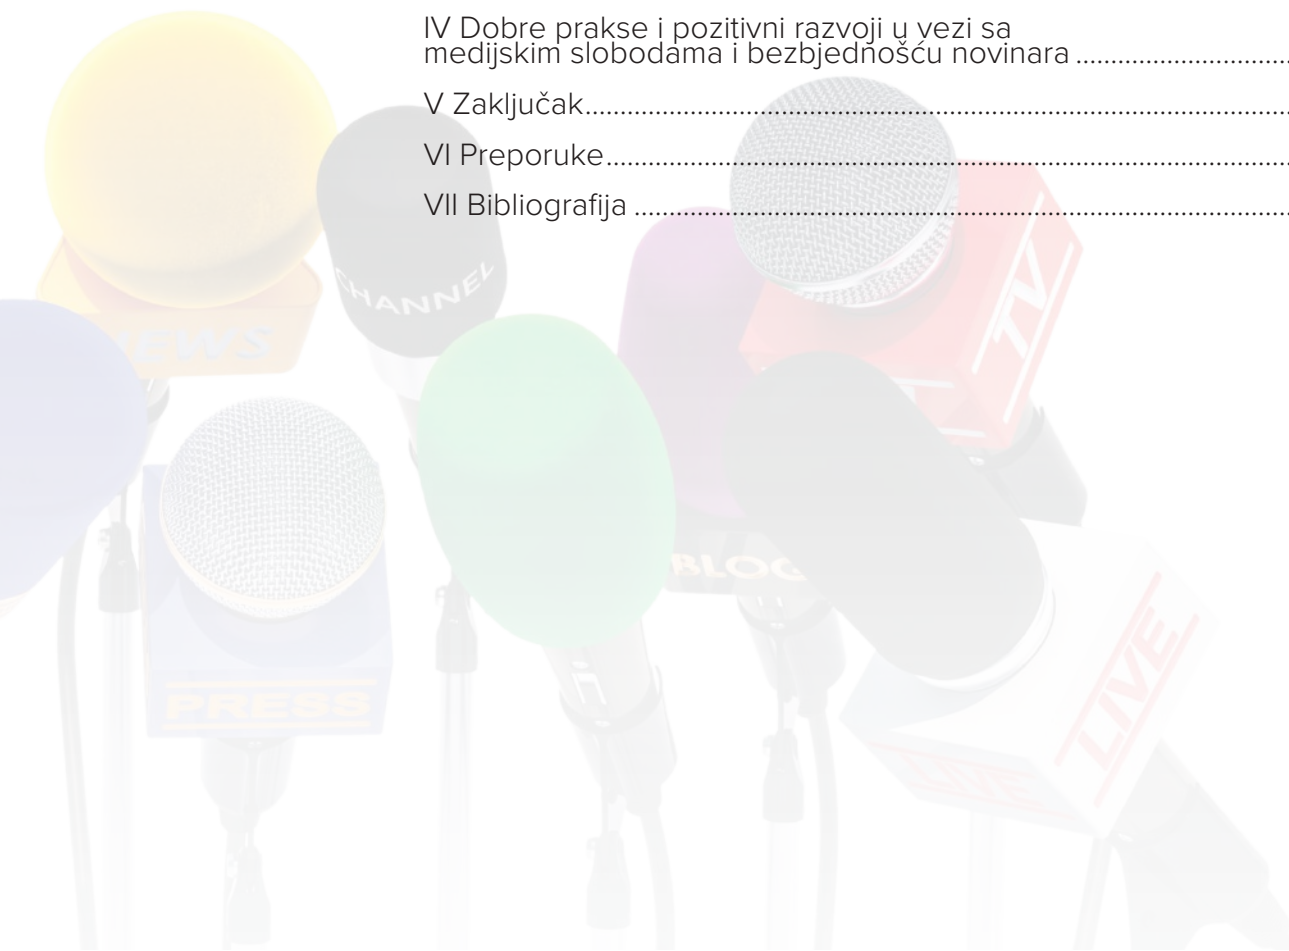 IV Dobre prakse i pozitivni razvoji u vezi sa
medijskim slobodama i bezbjednošću novinara ..........................
V Zaključak..........................................................................................
VI Preporuke.......................................................................................
VII Bibliografija ...................................................................................
CHANNEL
NEWS
TV
BLOG
PRESS
LIVE
LIVE